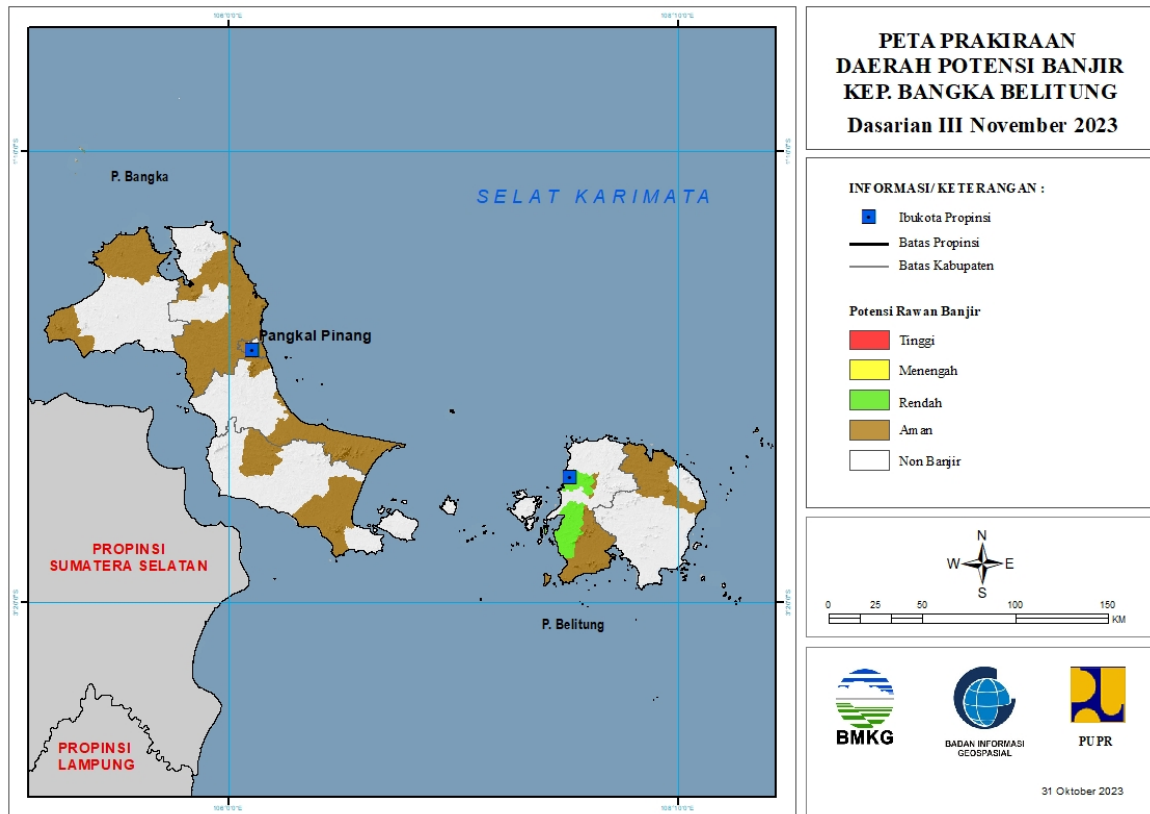 PETA PRAKIRAAN
DAERAH POTENSI BANJIR
KEP. BANGKA BELITUNG
Dasarian III November 2023
INFORMASI/ KETERANGAN :
Ibukota Propinsi
Batas Propinsi
Batas Kabupaten
Potensi Rawan Banjir
Tinggi
Menengah
Rendah
Aman
Non Banjir
N
W E
S
0 25 50 100 150
KM
BMKG
BADAN INFORMASI
GEOSPASIAL
PUPR
31 Oktober 2023
P. Bangka
SELAT KARIMATA
Pangkal Pinang
PROPINSI
SUMATERA SELATAN
P. Belitung
PROPINSI
LAMPUNG